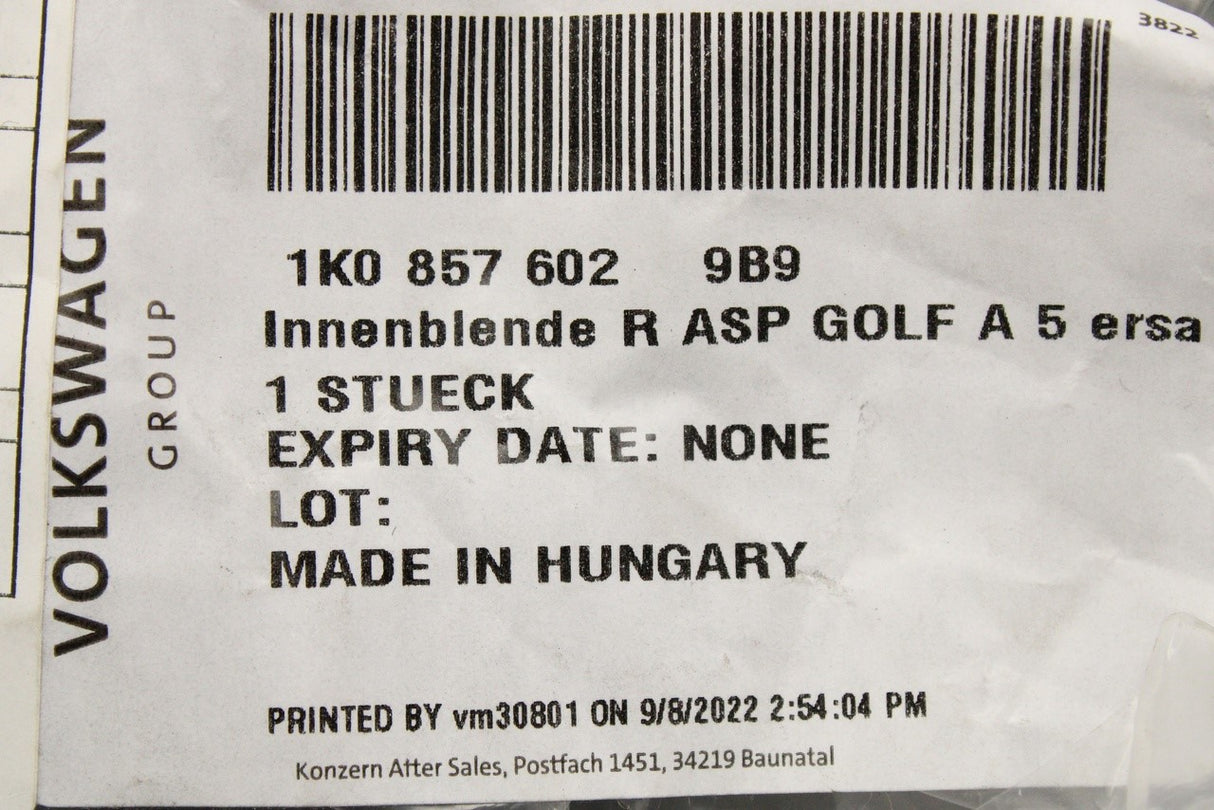 3822
VOLKSWAGEN
GROUP
1K0 857 602 9B9
Innenblende R ASP GOLF A 5 ersa
1 STUECK
EXPIRY DATE: NONE
LOT:
MADE IN HUNGARY
PRINTED BY vm30801 ON 9/8/2022 2:54:04 PM
Konzern After Sales, Postfach 1451, 34219 Baunatal